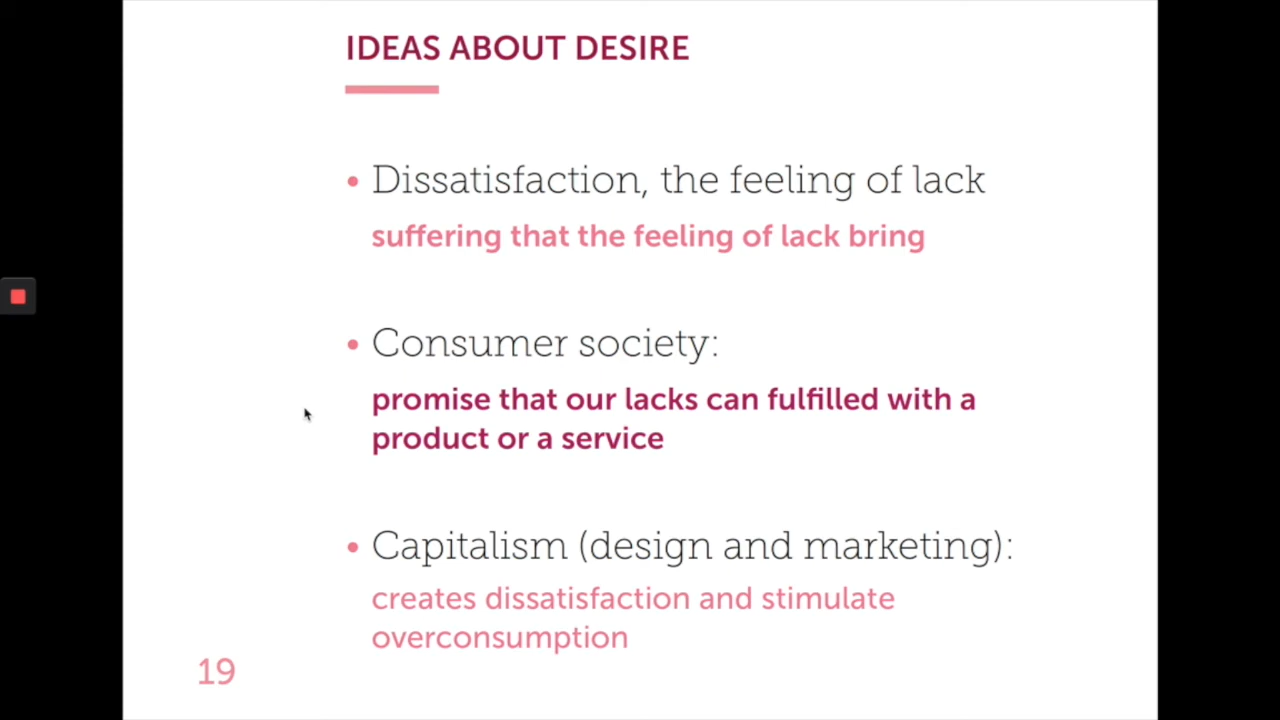 IDEAS ABOUT DESIRE
• Dissatisfaction, the feeling of lack
suffering that the feeling of lack bring
• Consumer society:
promise that our lacks can fulfilled with a
product or a service
• Capitalism (design and marketing):
creates dissatisfaction and stimulate
overconsumption
19